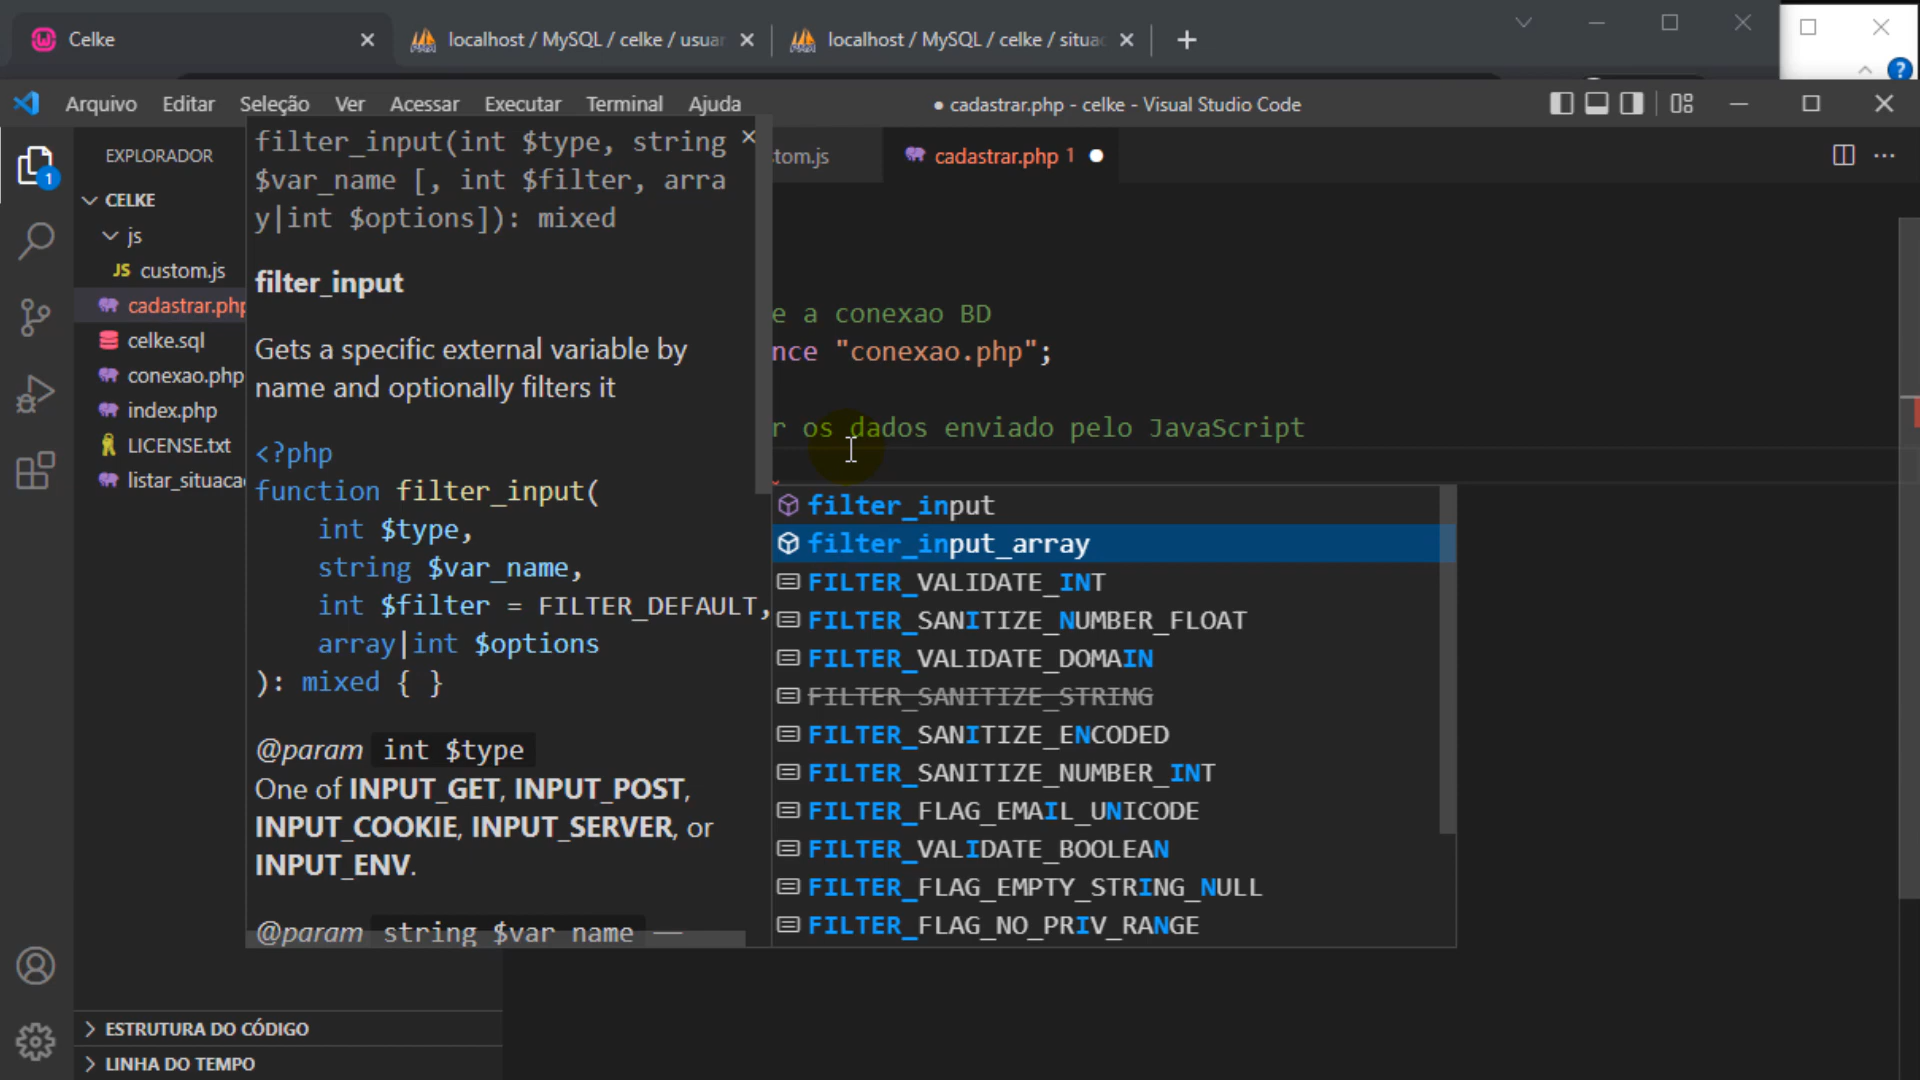 Celke
localhost / MySQL / celke / usuar
localhost / MySQL / celke / situac
Arquivo Editar Seleção Ver Acessar Executar Terminal Ajuda
● cadastrar.php - celke - Visual Studio Code
EXPLORADOR
CELKE
js
JS custom.js
cadastrar.php
celke.sql
conexao.php
index.php
LICENSE.txt
listar_situacao
1
ESTRUTURA DO CÓDIGO
LINHA DO TEMPO
filter_input(int $type, string
$var_name [, int $filter, arra
y|int $options]): mixed
filter_input
Gets a specific external variable by
name and optionally filters it
<?php
function filter_input(
int $type,
string $var_name,
int $filter = FILTER_DEFAULT,
array|int $options
): mixed { }
@param int $type
One of INPUT_GET, INPUT_POST,
INPUT_COOKIE, INPUT_SERVER, or
INPUT_ENV.
@param string $var_name —
tom.js
cadastrar.php 1 ●
e a conexao BD
nce "conexao.php";
r os dados enviado pelo JavaScript
filter_input
filter_input_array
FILTER_VALIDATE_INT
FILTER_SANITIZE_NUMBER_FLOAT
FILTER_VALIDATE_DOMAIN
FILTER_SANITIZE_STRING
FILTER_SANITIZE_ENCODED
FILTER_SANITIZE_NUMBER_INT
FILTER_FLAG_EMAIL_UNICODE
FILTER_VALIDATE_BOOLEAN
FILTER_FLAG_EMPTY_STRING_NULL
FILTER_FLAG_NO_PRIV_RANGE